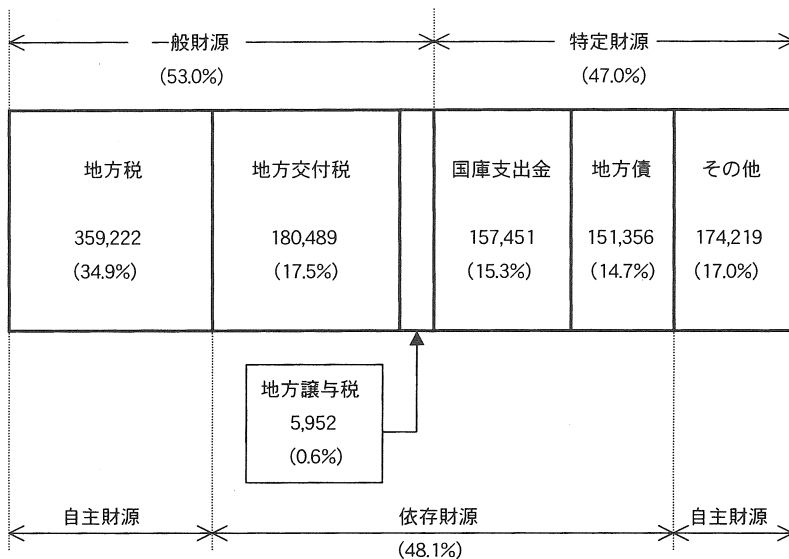 一般財源
(53.0%)
特定財源
(47.0%)
地方税
359,222
(34.9%)
地方交付税
180,489
(17.5%)
国庫支出金
157,451
(15.3%)
地方債
151,356
(14.7%)
その他
174,219
(17.0%)
地方譲与税
5,952
(0.6%)
自主財源
依存財源
(48.1%)
自主財源